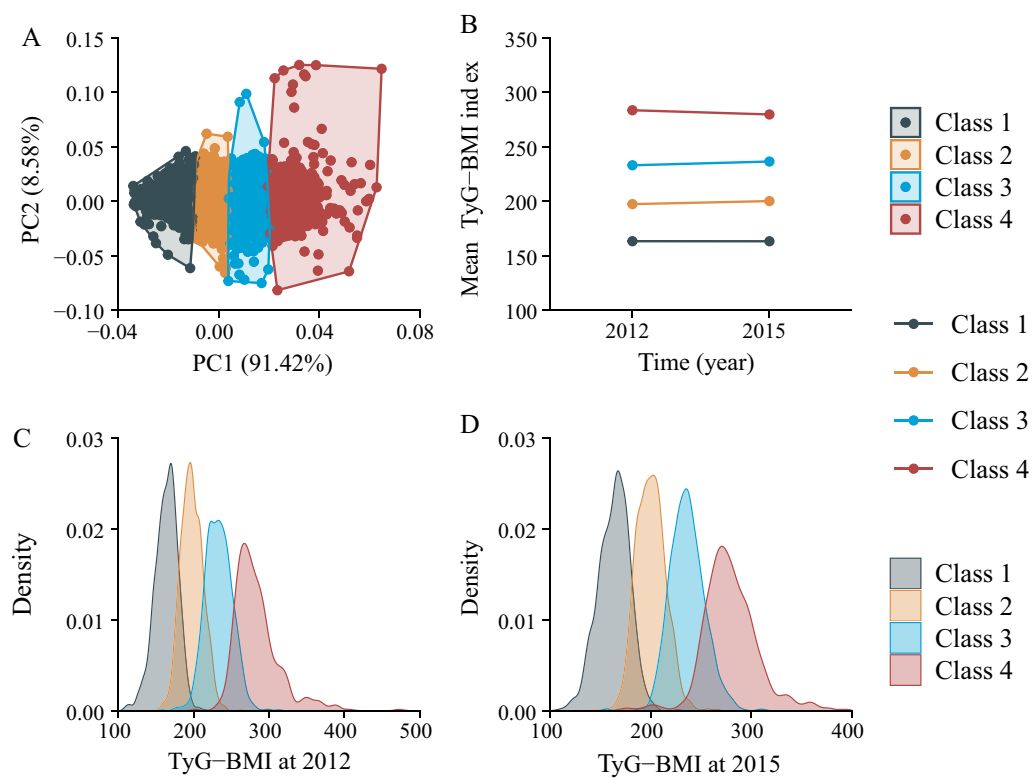 A
0.15
0.10
0.05
0.00
−0.05
−0.10
PC2 (8.58%)
−0.04
0.00
0.04
0.08
PC1 (91.42%)
B
350
300
250
200
150
100
Mean TyG−BMI ind ex
2012
2015
Time (year)
Class 1
Class 2
Class 3
Class 4
Class 1
Class 2
Class 3
Class 4
C
0.03
0.02
0.01
0.00
Density
100
200
300
400
500
TyG−BMI at 2012
D
0.03
0.02
0.01
0.00
Density
100
200
300
400
TyG−BMI at 2015
Class 1
Class 2
Class 3
Class 4